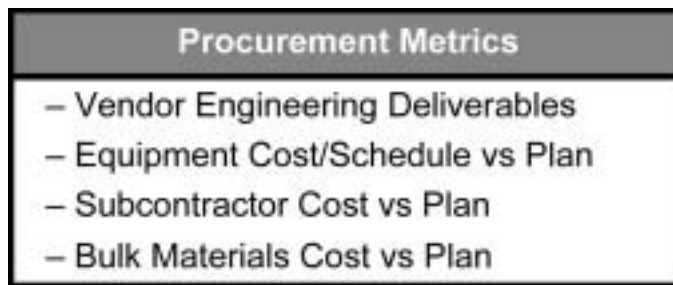 Procurement Metrics
– Vendor Engineering Deliverables
– Equipment Cost/Schedule vs Plan
– Subcontractor Cost vs Plan
– Bulk Materials Cost vs Plan